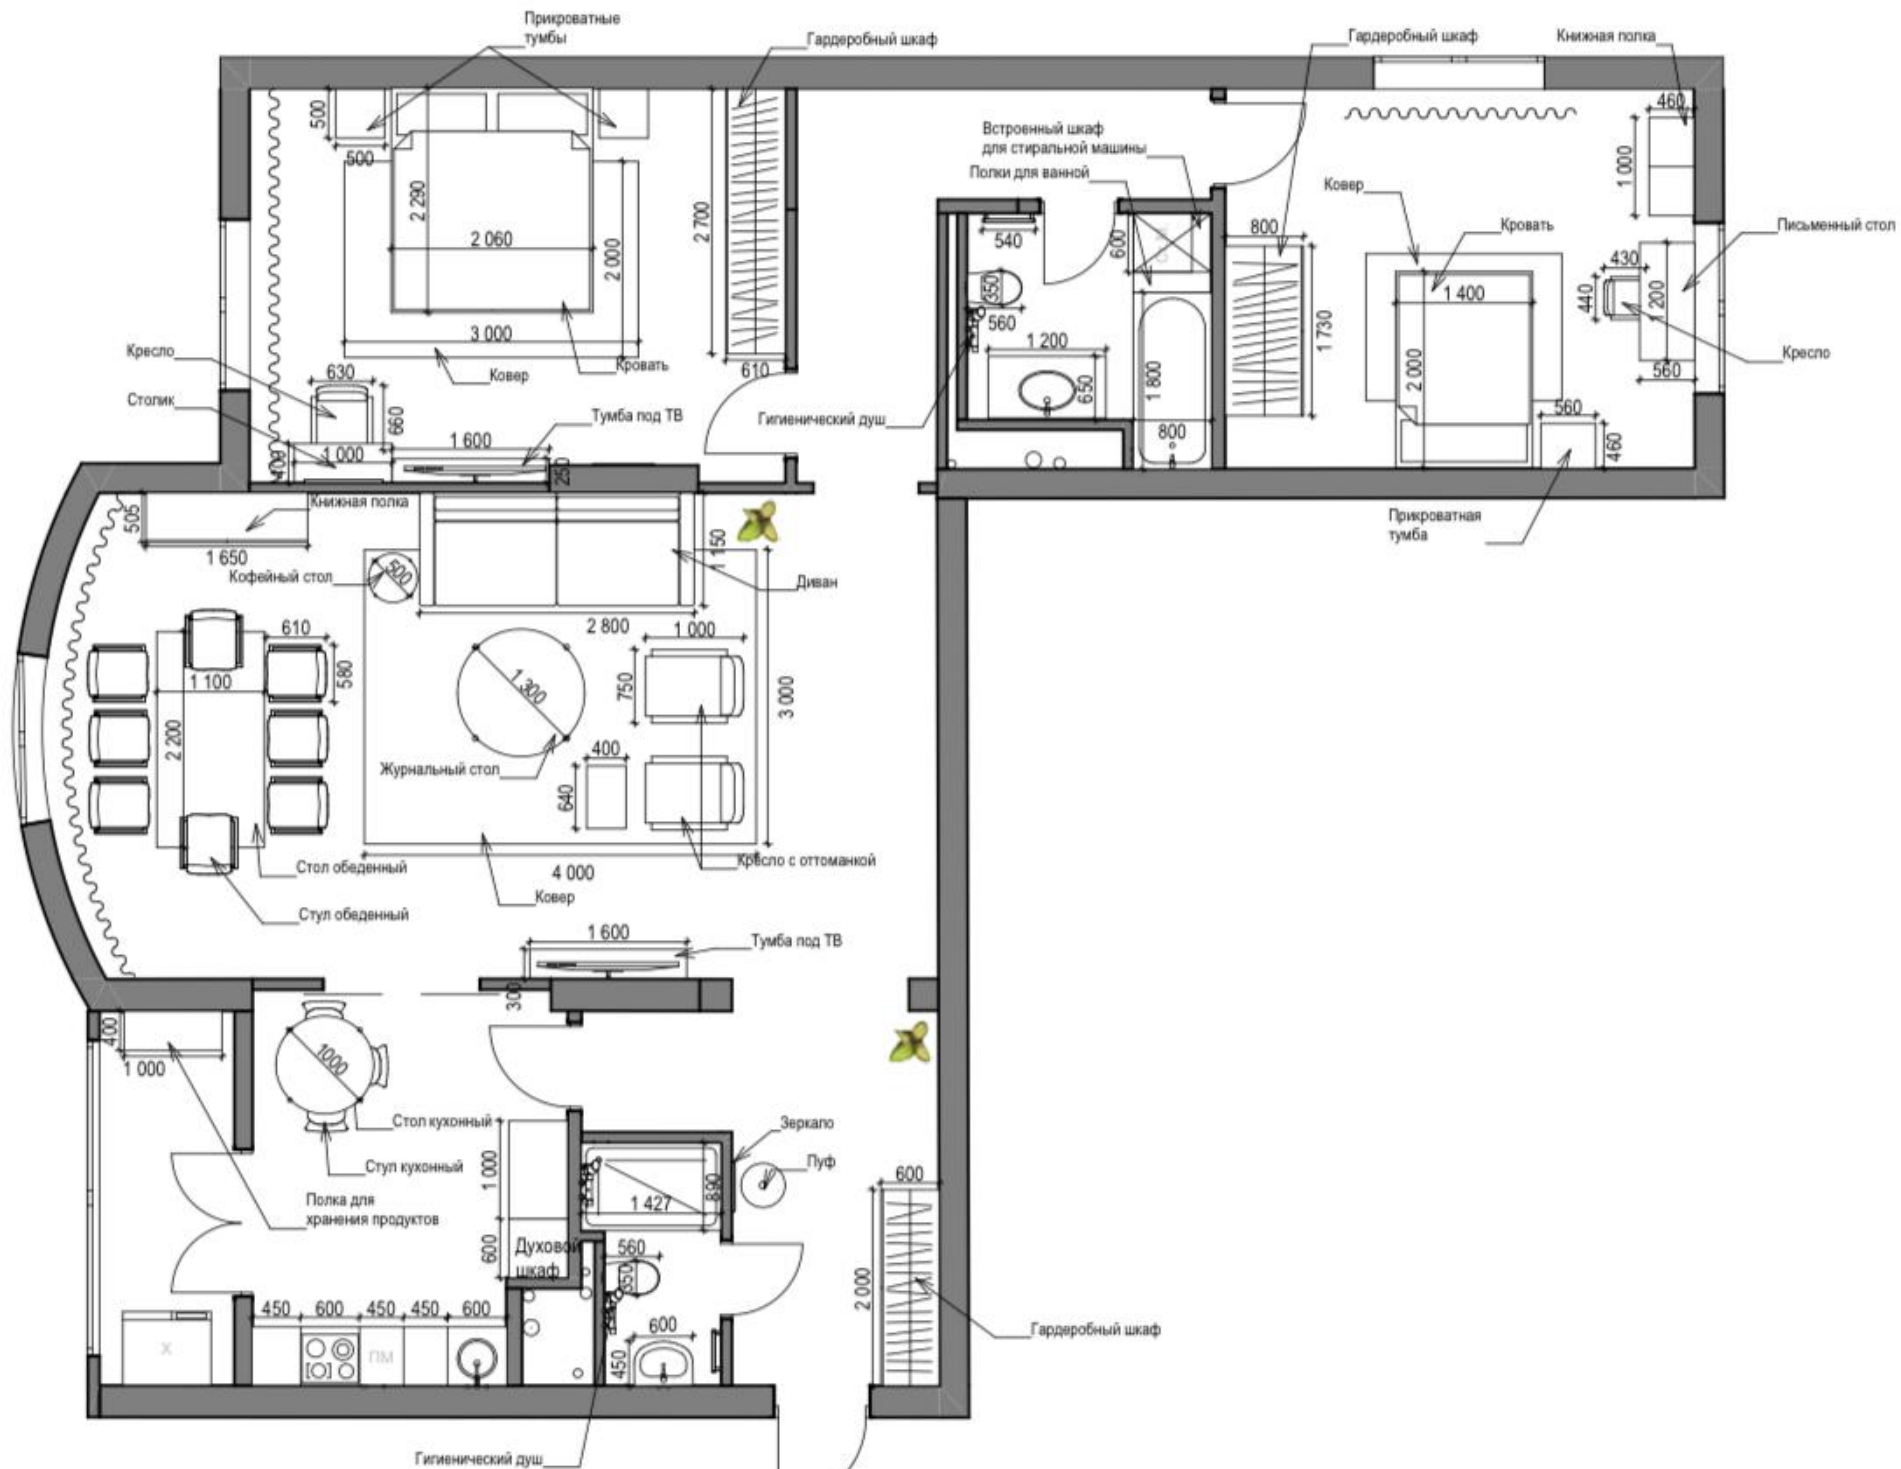 Прикроватные
тумбы
Гардеробный шкаф
Гардеробный шкаф
Книжная полка
500
500
2 290
2 060
2 000
3 000
2 700
610
Ковер
Кровать
Кресло
630
Столик
660
1 000
400
1 600
250
Тумба под ТВ
Встроенный шкаф
для стиральной машины
Полки для ванной
540
600
350
560
1 200
650
1 800
800
Гигиенический душ
460
1 000
Ковер
Кровать
Письменный стол
800
1 730
1 400
2 000
430
440
1 200
560
Кресло
560
460
Прикроватная
тумба
505
Книжная полка
1 650
Кофейный стол
500
1 150
Диван
2 800
1 000
610
580
1 100
2 200
1 300
750
3 000
400
640
Журнальный стол
Кресло с оттоманкой
4 000
Стол обеденный
Ковер
Стул обеденный
1 600
Тумба под ТВ
300
400
1 000
1000
Стол кухонный
Стул кухонный
Полка для
хранения продуктов
1 000
600
Духовой
шкаф
Зеркало
Пуф
1 427
890
560
350
600
450
600
2 000
Гардеробный шкаф
450
600
450
450
600
Х
ПМ
Гигиенический душ